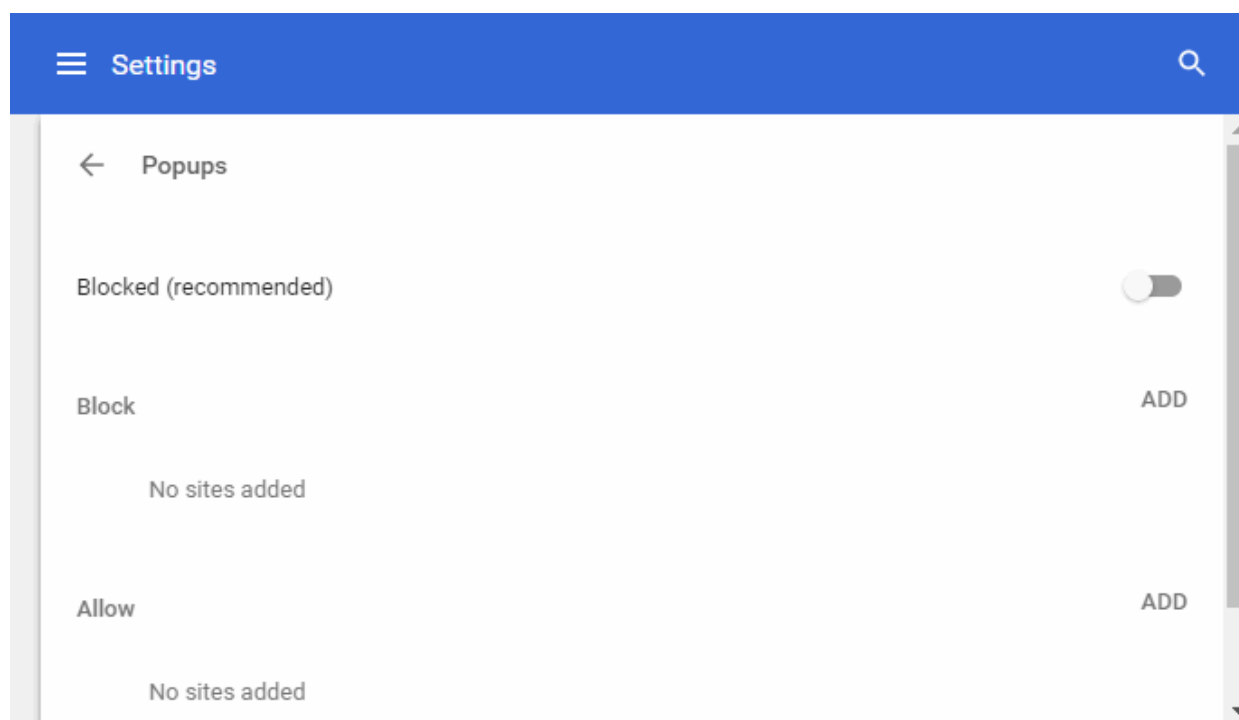 Settings
Popups
Blocked (recommended)
Block ADD
No sites added
Allow ADD
No sites added